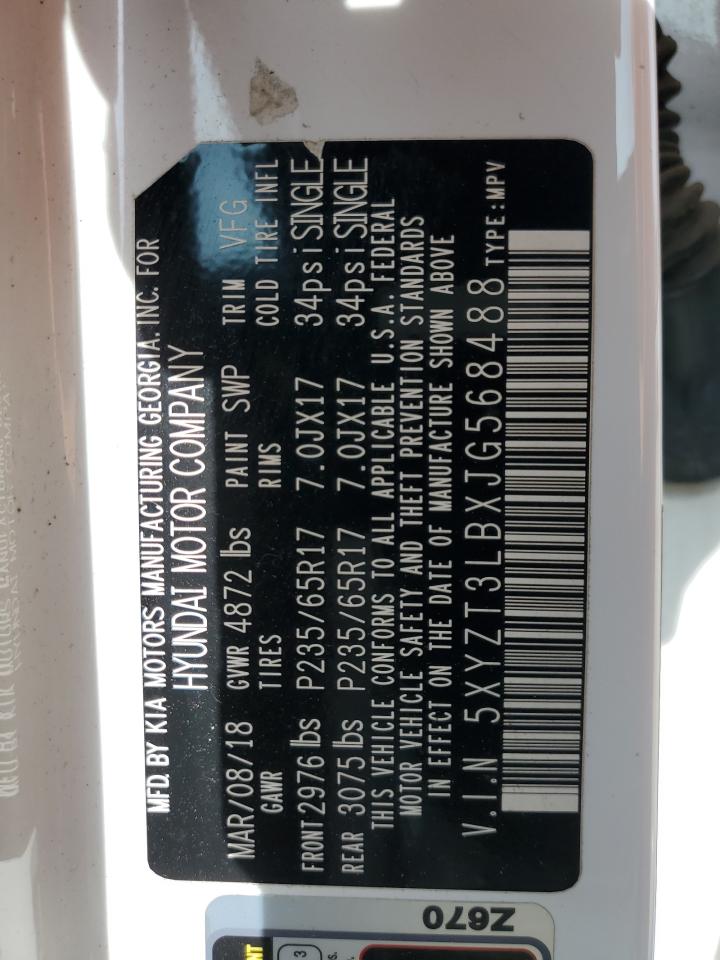 MFD. BY KIA MOTORS MANUFACTURING GEORGIA. INC. FOR
HYUNDAI MOTOR COMPANY
MAR/08/18 GVWR 4872 lbs PAINT SWP TRIM VFG
GAWR TIRES RIMS COLD TIRE INFL
FRONT 2976 lbs P235/65R17 7.0JX17 34psi SINGLE
REAR 3075 lbs P235/65R17 7.0JX17 34psi SINGLE
THIS VEHICLE CONFORMS TO ALL APPLICABLE U.S.A. FEDERAL
MOTOR VEHICLE SAFETY AND THEFT PREVENTION STANDARDS
IN EFFECT ON THE DATE OF MANUFACTURE SHOWN ABOVE
V.I.N 5XYZT3LBXJG568488 TYPE:MPV
Z670
3